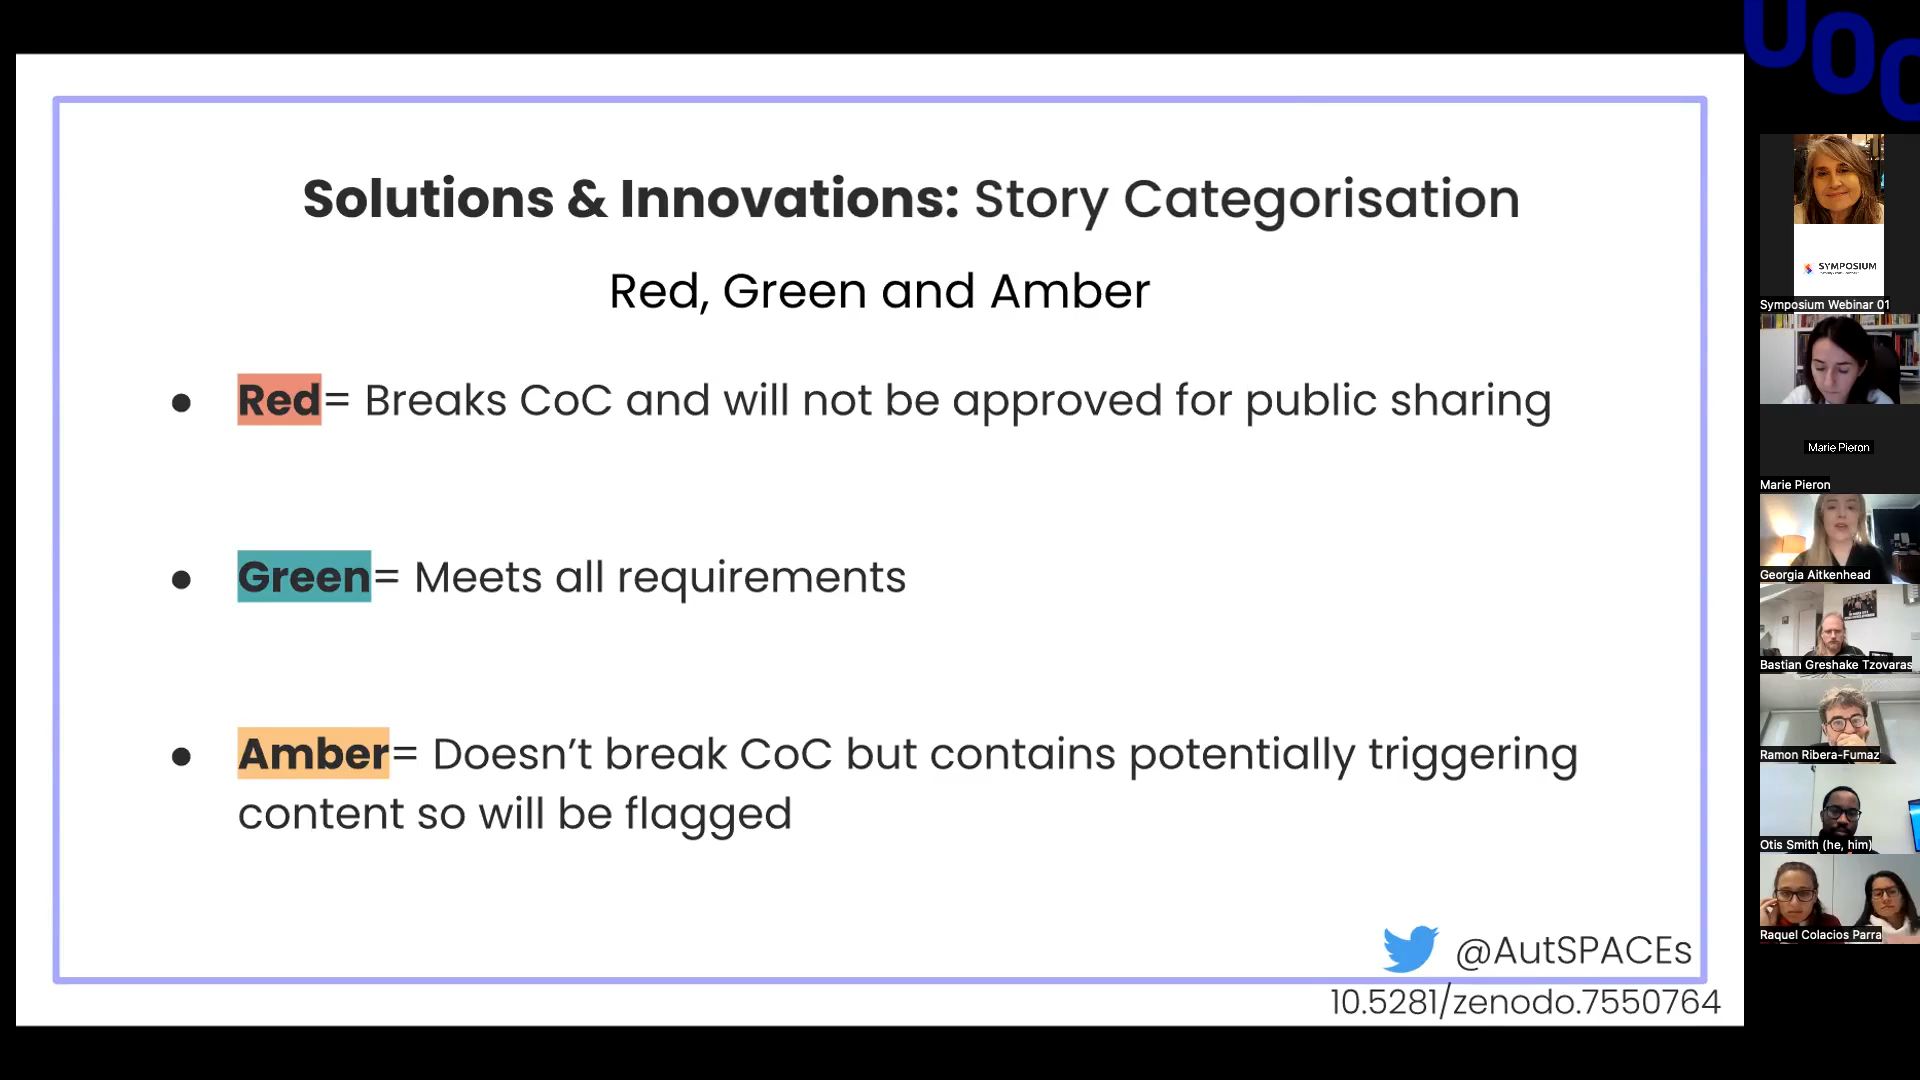 UOC
Solutions & Innovations: Story Categorisation
Red, Green and Amber
● Red= Breaks CoC and will not be approved for public sharing
● Green= Meets all requirements
● Amber= Doesn’t break CoC but contains potentially triggering
content so will be flagged
@AutSPACEs
10.5281/zenodo.7550764
SYMPOSIUM
Symposium Webinar 01
Marie Pieron
Marie Pieron
Georgia Aitkenhead
Bastian Greshake Tzovaras
Ramon Ribera-Fumaz
Otis Smith (he, him)
Raquel Colacios Parra